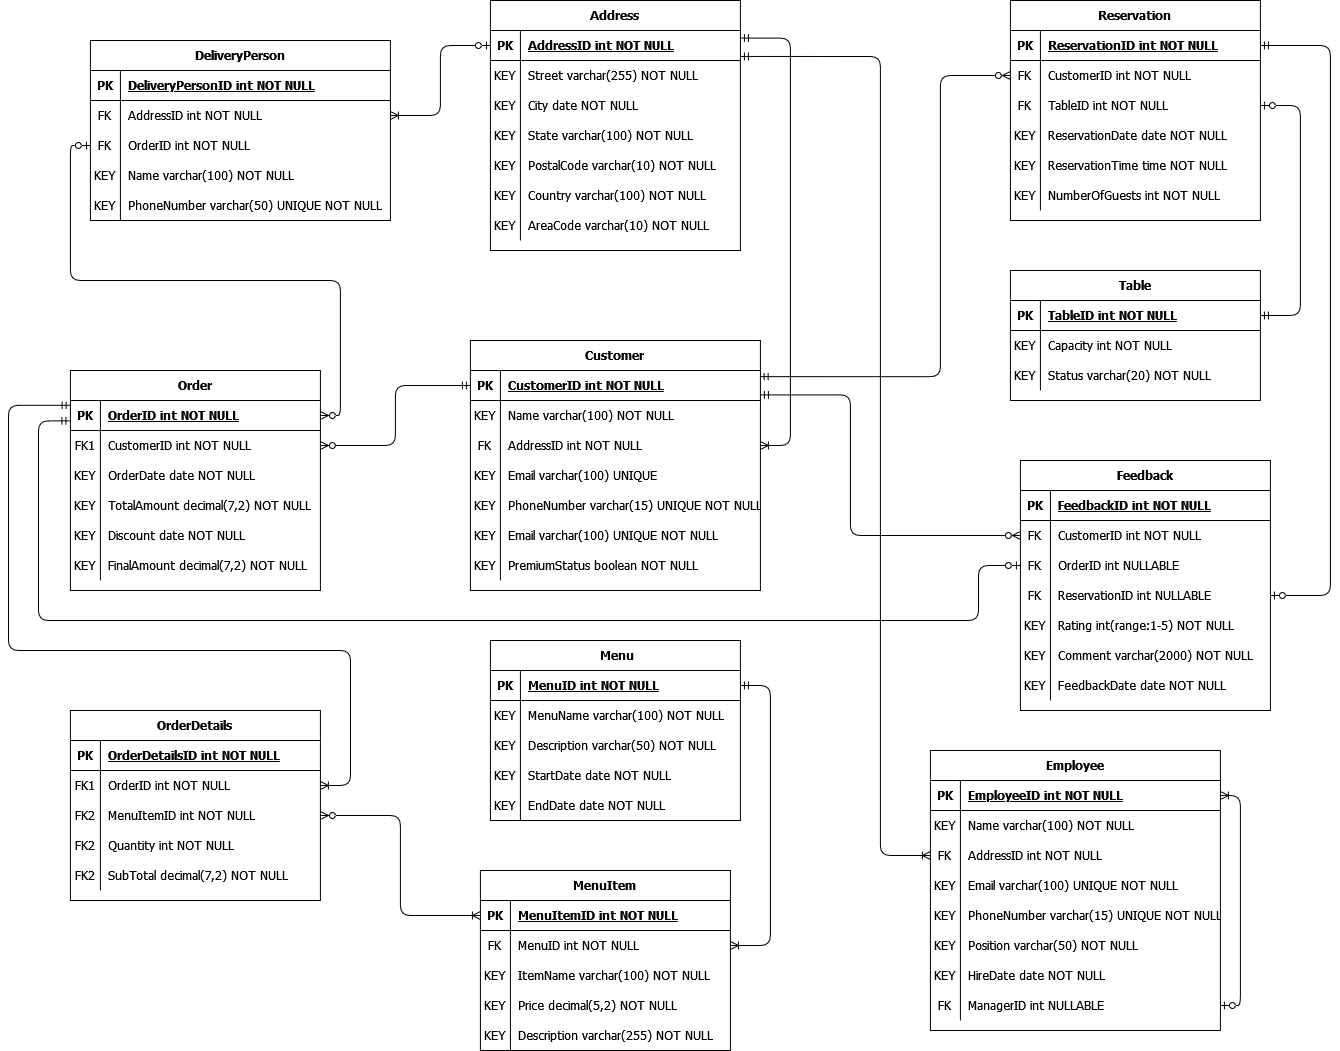 DeliveryPerson
PK DeliveryPersonID int NOT NULL
FK AddressID int NOT NULL
FK OrderID int NOT NULL
KEY Name varchar(100) NOT NULL
KEY PhoneNumber varchar(50) UNIQUE NOT NULL
Address
PK AddressID int NOT NULL
KEY Street varchar(255) NOT NULL
KEY City date NOT NULL
KEY State varchar(100) NOT NULL
KEY PostalCode varchar(10) NOT NULL
KEY Country varchar(100) NOT NULL
KEY AreaCode varchar(10) NOT NULL
Reservation
PK ReservationID int NOT NULL
FK CustomerID int NOT NULL
FK TableID int NOT NULL
KEY ReservationDate date NOT NULL
KEY ReservationTime time NOT NULL
KEY NumberOfGuests int NOT NULL
Table
PK TableID int NOT NULL
KEY Capacity int NOT NULL
KEY Status varchar(20) NOT NULL
Order
PK OrderID int NOT NULL
FK1 CustomerID int NOT NULL
KEY OrderDate date NOT NULL
KEY TotalAmount decimal(7,2) NOT NULL
KEY Discount date NOT NULL
KEY FinalAmount decimal(7,2) NOT NULL
Customer
PK CustomerID int NOT NULL
KEY Name varchar(100) NOT NULL
FK AddressID int NOT NULL
KEY Email varchar(100) UNIQUE
KEY PhoneNumber varchar(15) UNIQUE NOT NULL
KEY Email varchar(100) UNIQUE NOT NULL
KEY PremiumStatus boolean NOT NULL
Feedback
PK FeedbackID int NOT NULL
FK CustomerID int NOT NULL
FK OrderID int NULLABLE
FK ReservationID int NULLABLE
KEY Rating int(range:1-5) NOT NULL
KEY Comment varchar(2000) NOT NULL
KEY FeedbackDate date NOT NULL
Menu
PK MenuID int NOT NULL
KEY MenuName varchar(100) NOT NULL
KEY Description varchar(50) NOT NULL
KEY StartDate date NOT NULL
KEY EndDate date NOT NULL
OrderDetails
PK OrderDetailsID int NOT NULL
FK1 OrderID int NOT NULL
FK2 MenuItemID int NOT NULL
FK2 Quantity int NOT NULL
FK2 SubTotal decimal(7,2) NOT NULL
MenuItem
PK MenuItemID int NOT NULL
FK MenuID int NOT NULL
KEY ItemName varchar(100) NOT NULL
KEY Price decimal(5,2) NOT NULL
KEY Description varchar(255) NOT NULL
Employee
PK EmployeeID int NOT NULL
KEY Name varchar(100) NOT NULL
FK AddressID int NOT NULL
KEY Email varchar(100) UNIQUE NOT NULL
KEY PhoneNumber varchar(15) UNIQUE NOT NULL
KEY Position varchar(50) NOT NULL
KEY HireDate date NOT NULL
FK ManagerID int NULLABLE